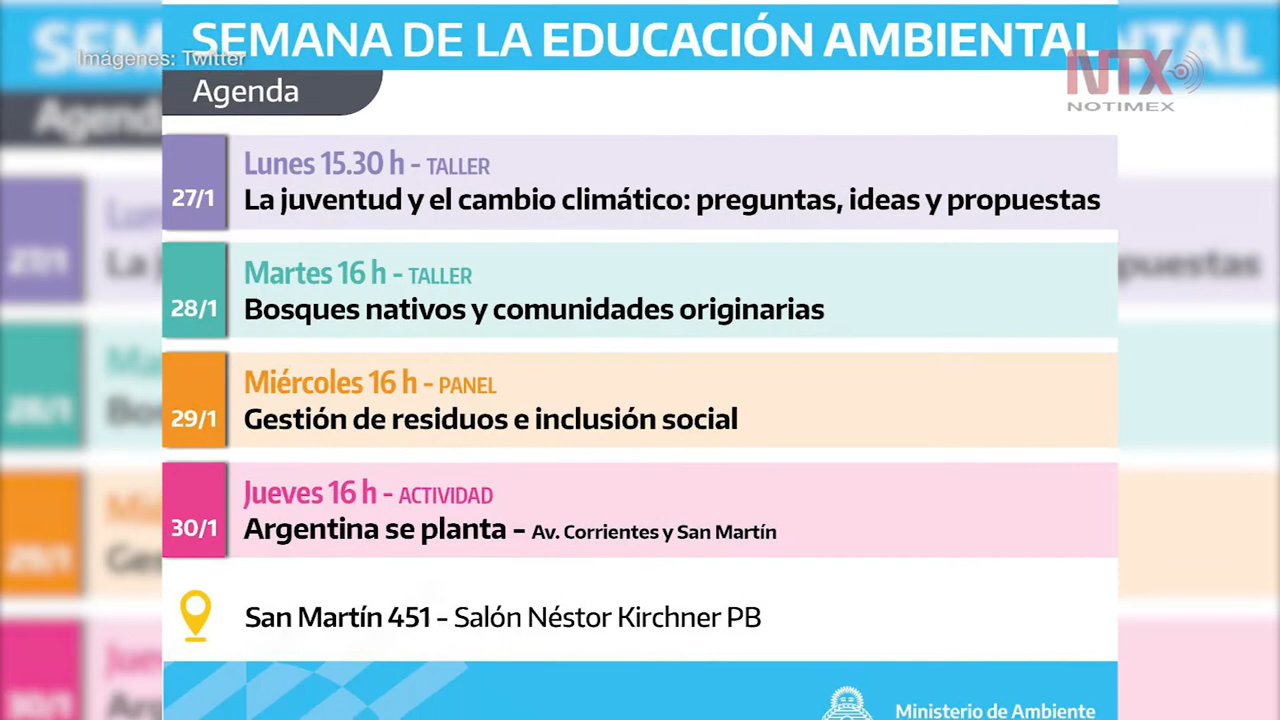 SEMANA DE LA EDUCACIÓN AMBIENTAL
Imágenes: Twitter
NTX
NOTIMEX
Agenda
Lunes 15.30 h - TALLER
27/1
La juventud y el cambio climático: preguntas, ideas y propuestas
Martes 16 h - TALLER
28/1
Bosques nativos y comunidades originarias
Miércoles 16 h - PANEL
29/1
Gestión de residuos e inclusión social
Jueves 16 h - ACTIVIDAD
30/1
Argentina se planta - Av. Corrientes y San Martín
San Martín 451 - Salón Néstor Kirchner PB
Ministerio de Ambiente